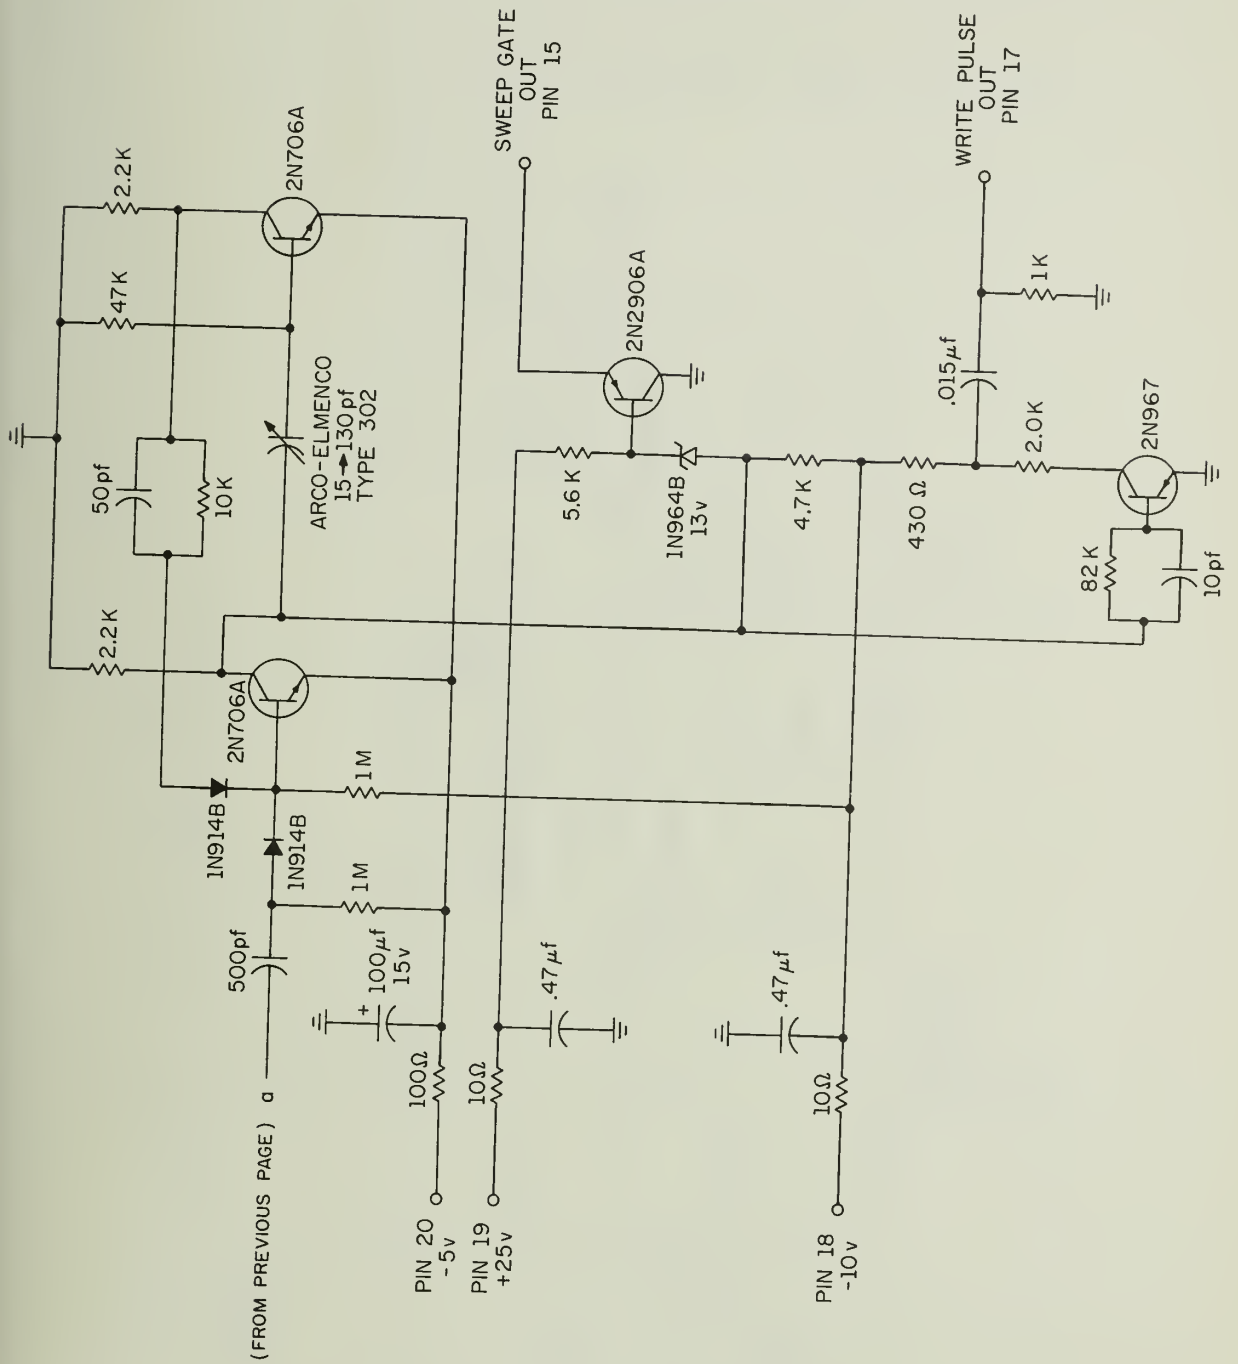 (FROM PREVIOUS PAGE) a
500pf
1N914B
1N914B
1M
1M
+
100μf
15v
100Ω
PIN 20
-5v
PIN 19
+25v
10Ω
.47μf
.47μf
10Ω
PIN 18
-10v
2N706A
2.2K
50pf
10K
ARCO-ELMENCO
15→130pf
TYPE 302
47K
2.2K
2N706A
SWEEP GATE
OUT
PIN 15
2N2906A
5.6K
1N964B
13v
4.7K
430Ω
.015μf
2.0K
1K
WRITE PULSE
OUT
PIN 17
2N967
82K
10pf